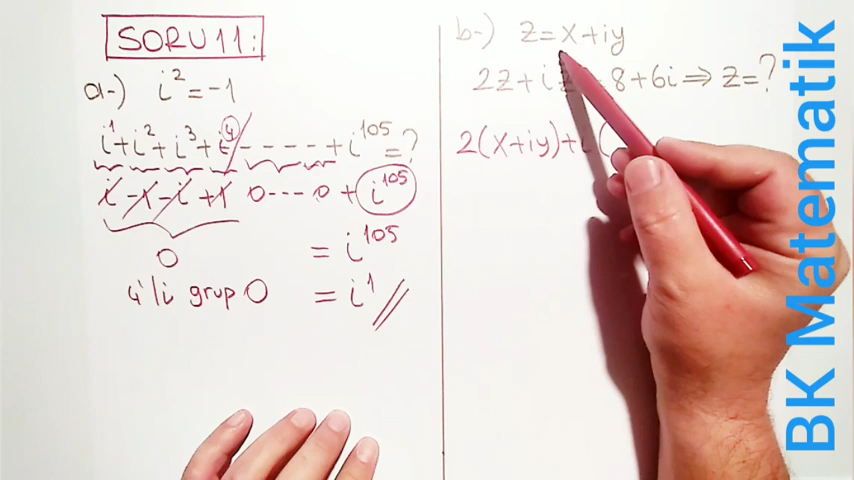 SORU 11:
a-) i² = -1
i¹+i²+i³+i⁴+-----+i¹⁰⁵=?
i -1 -i +1 0---0 + i¹⁰⁵
0 = i¹⁰⁵
4'li grup 0 = i¹ //
b-) z = x+iy
2z+i 8+6i ⇒ z=?
2(x+iy)+i (
BK Matematik